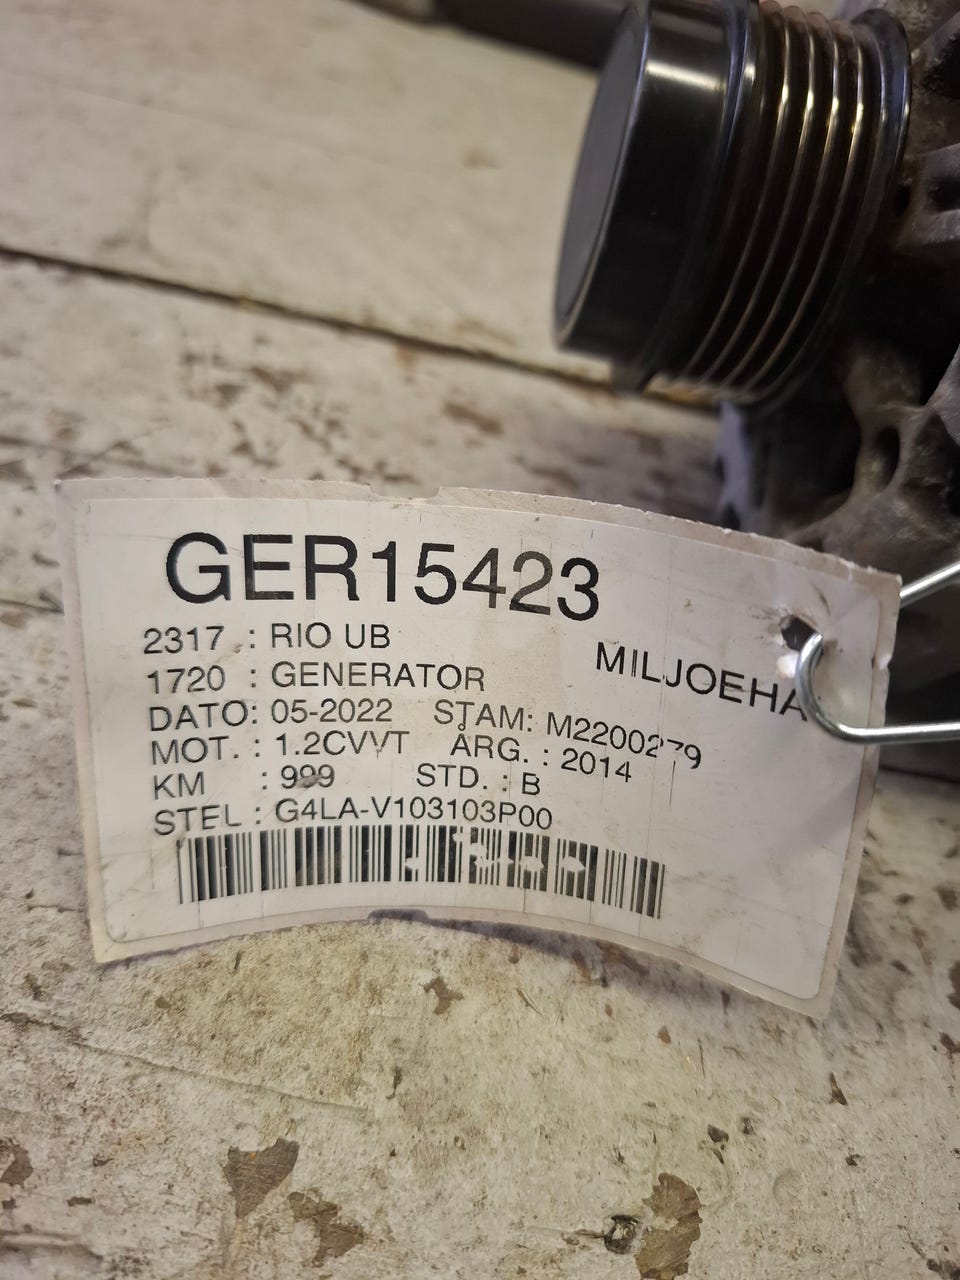 GER15423
2317 : RIO UB
MILJOEHA
1720 : GENERATOR
DATO: 05-2022 STAM: M2200279
MOT. : 1.2CVVT ÅRG. : 2014
KM : 999 STD. : B
STEL : G4LA-V103103P00